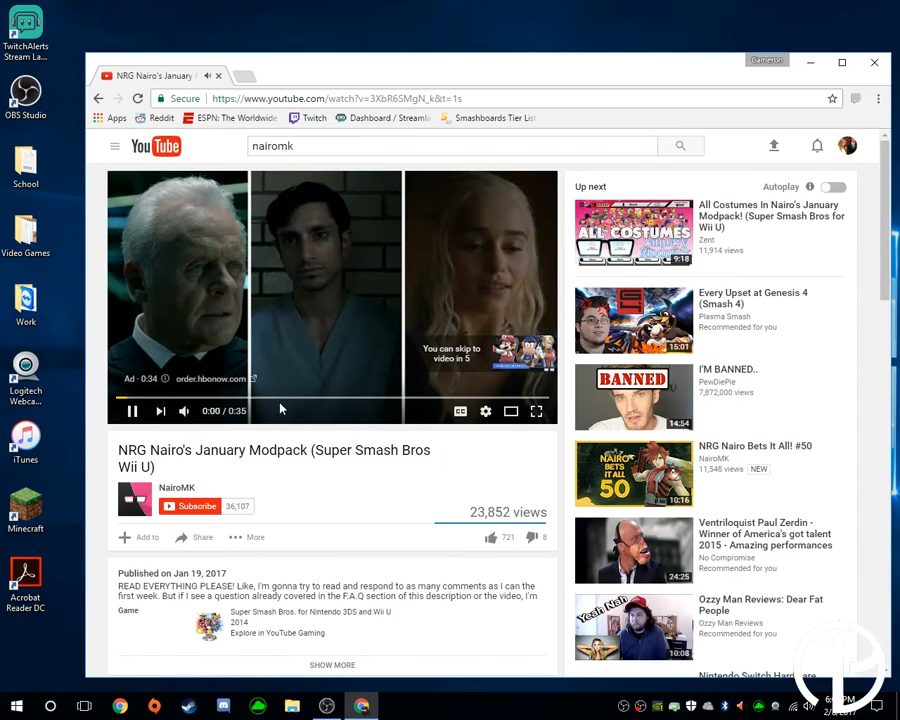 TwitchAlerts
Stream La...
OBS Studio
School
Video Games
Work
Logitech
Webca...
iTunes
Minecraft
Acrobat
Reader DC
Cameron
NRG Nairo's January
Secure
https://www.youtube.com/watch?v=3XbR6SMgN_k&t=1s
Apps
Reddit
ESPN: The Worldwide
Twitch
Dashboard / Streamla
Smashboards Tier Lis
YouTube
nairomk
You can skip to
video in 5
Ad · 0:34
order.hbonow.com
0:00 / 0:35
CC
NRG Nairo's January Modpack (Super Smash Bros
Wii U)
NairoMK
Subscribe
36,107
23,852 views
Add to
Share
More
721
8
Published on Jan 19, 2017
READ EVERYTHING PLEASE! Like, I'm gonna try to read and respond to as many comments as I can the
first week. But if i see a question already covered in the F.A.Q section of this description or the video, I'm
Game
Super Smash Bros. for Nintendo 3DS and Wii U
2014
Explore in YouTube Gaming
SHOW MORE
Up next
Autoplay
ALL COSTUMES
9:18
All Costumes In Nairo's January
Modpack! (Super Smash Bros for
Wii U)
Zent
11,914 views
G4
15:01
Every Upset at Genesis 4
(Smash 4)
Plasma Smash
Recommended for you
BANNED
14:54
I'M BANNED..
PewDiePie
7,872,000 views
NAIRO
BETS
IT ALL
50
10:16
NRG Nairo Bets It All! #50
NairoMK
11,548 views
NEW
24:25
Ventriloquist Paul Zerdin -
Winner of America's got talent
2015 - Amazing performances
No Compromise
Recommended for you
Yeah Nah
10:08
Ozzy Man Reviews: Dear Fat
People
Ozzy Man Reviews
Recommended for you
Nintendo Switch Hardware